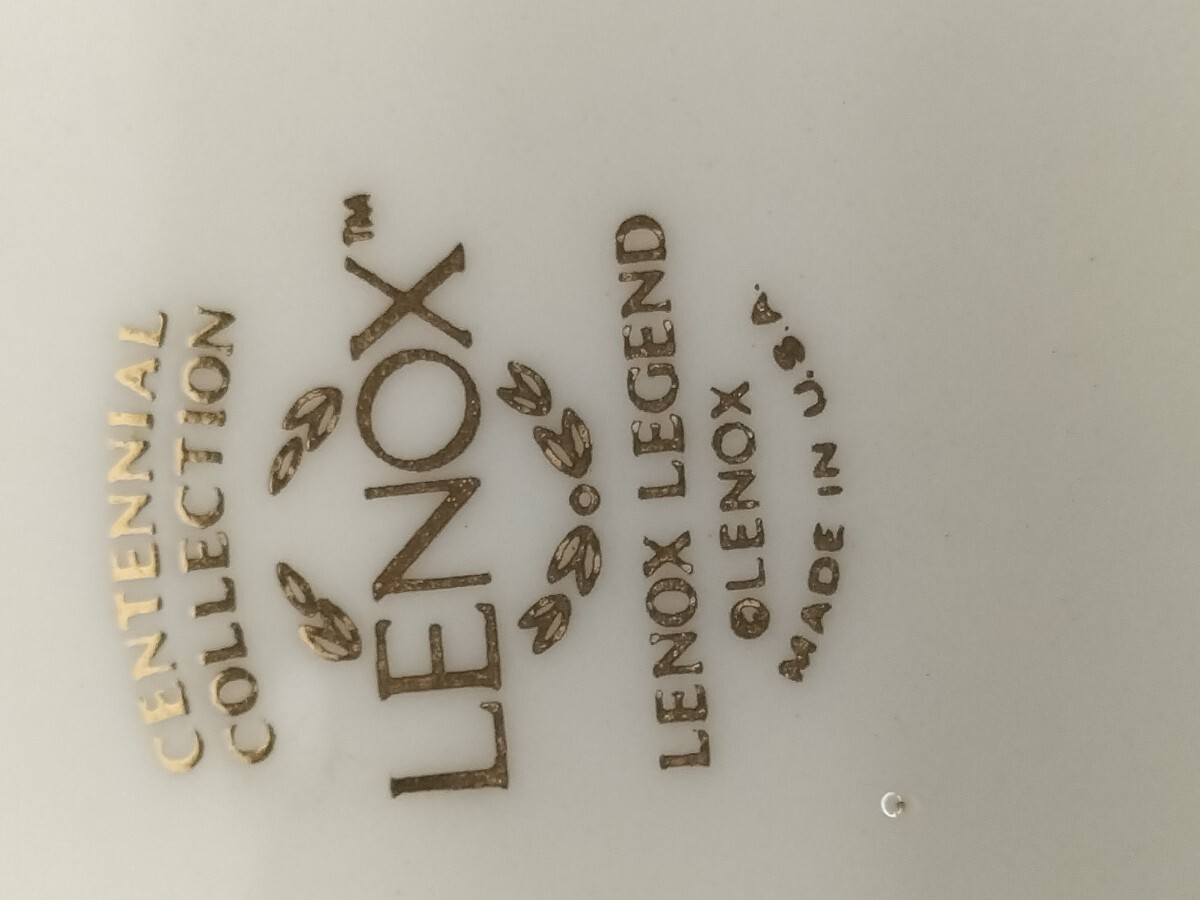 CENTENNIAL
COLLECTION
LENOX™
LENOX LEGEND
©LENOX
MADE IN U.S.A.